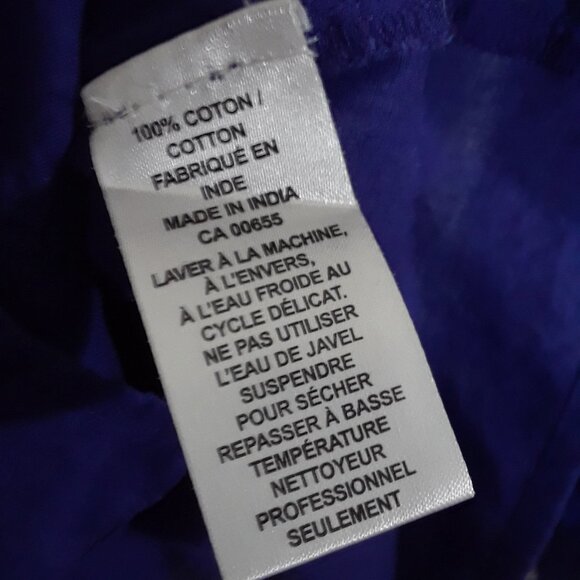 100% COTON /
COTTON
FABRIQUÉ EN
INDE
MADE IN INDIA
CA 00655
LAVER À LA MACHINE,
À L'ENVERS,
À L'EAU FROIDE AU
CYCLE DÉLICAT.
NE PAS UTILISER
L'EAU DE JAVEL
SUSPENDRE
POUR SÉCHER
REPASSER À BASSE
TEMPÉRATURE
NETTOYEUR
PROFESSIONNEL
SEULEMENT